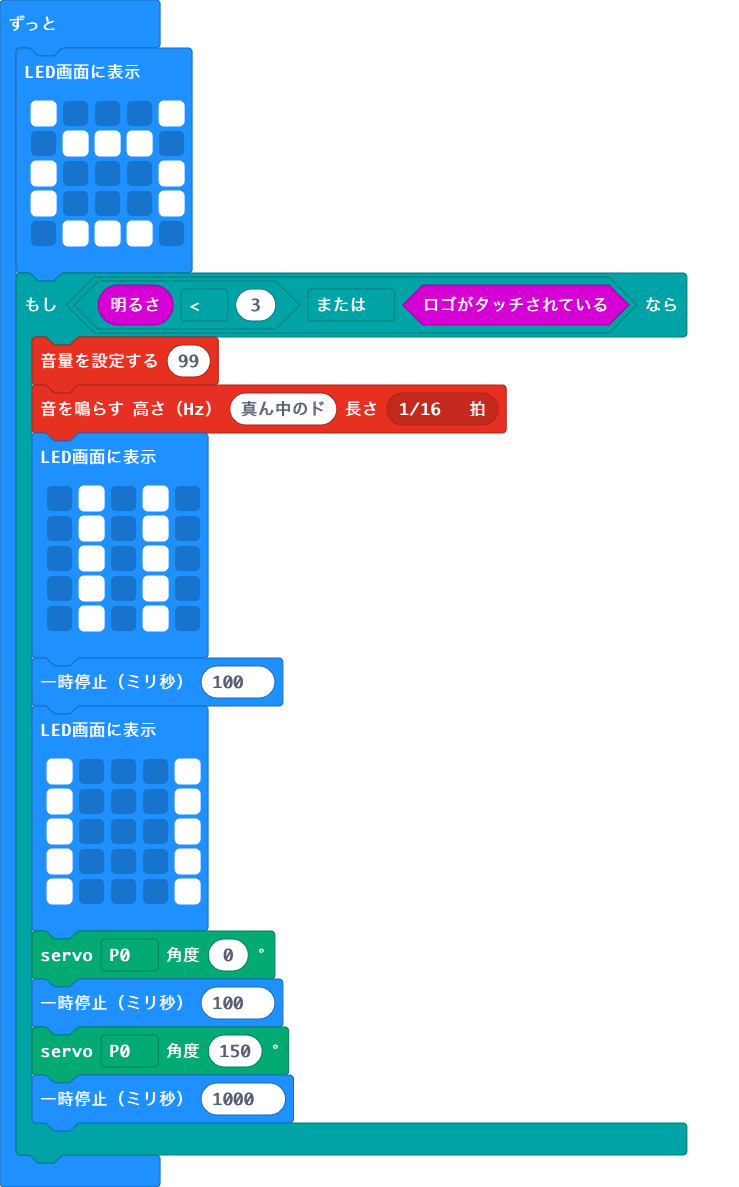 ずっと
LED画面に表示
もし 明るさ < 3 または ロゴがタッチされている なら
音量を設定する 99
音を鳴らす 高さ（Hz） 真ん中のド 長さ 1/16 拍
LED画面に表示
一時停止（ミリ秒） 100
LED画面に表示
servo P0 角度 0 °
一時停止（ミリ秒） 100
servo P0 角度 150 °
一時停止（ミリ秒） 1000